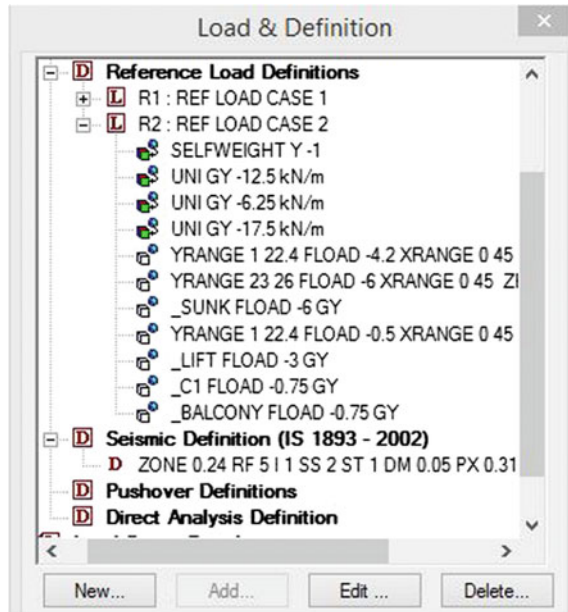 Load & Definition
Reference Load Definitions
R1 : REF LOAD CASE 1
R2 : REF LOAD CASE 2
SELFWEIGHT Y -1
UNI GY -12.5 kN/m
UNI GY -6.25 kN/m
UNI GY -17.5 kN/m
YRANGE 1 22.4 FLOAD -4.2 XRANGE 0 45
YRANGE 23 26 FLOAD -6 XRANGE 0 45
_SUNK FLOAD -6 GY
YRANGE 1 22.4 FLOAD -0.5 XRANGE 0 45
_LIFT FLOAD -3 GY
_C1 FLOAD -0.75 GY
_BALCONY FLOAD -0.75 GY
Seismic Definition (IS 1893 - 2002)
D ZONE 0.24 RF 5 I 1 SS 2 ST 1 DM 0.05 PX 0.31
Pushover Definitions
Direct Analysis Definition
New... Add... Edit ... Delete...